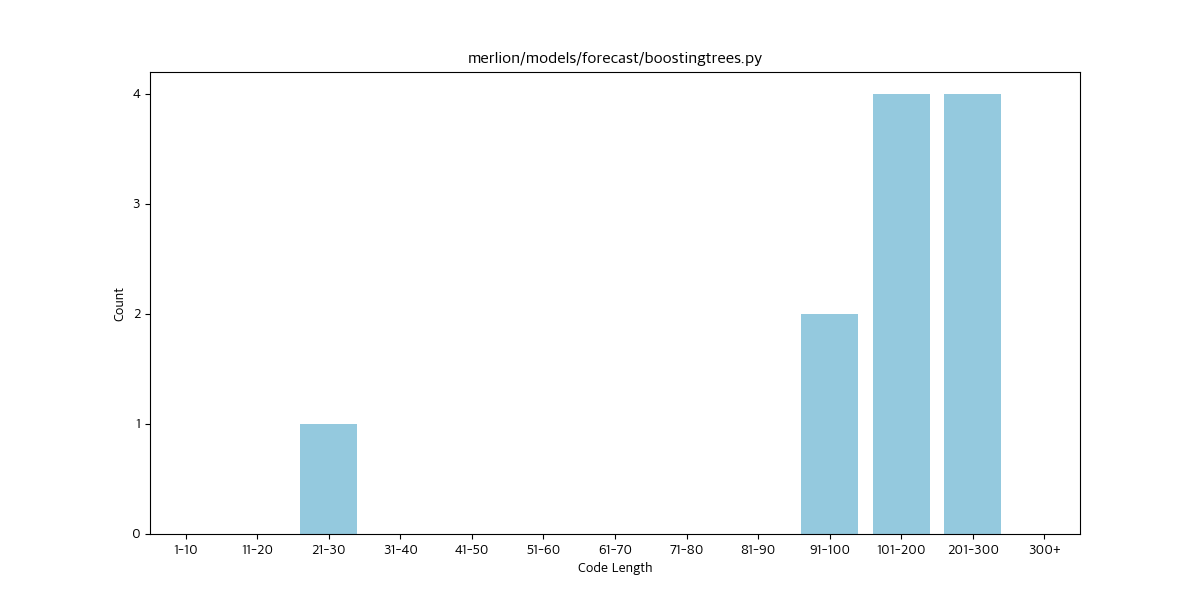 merlion/models/forecast/boostingtrees.py
4
3
2
1
0
Count
1-10 11-20 21-30 31-40 41-50 51-60 61-70 71-80 81-90 91-100 101-200 201-300 300+
Code Length